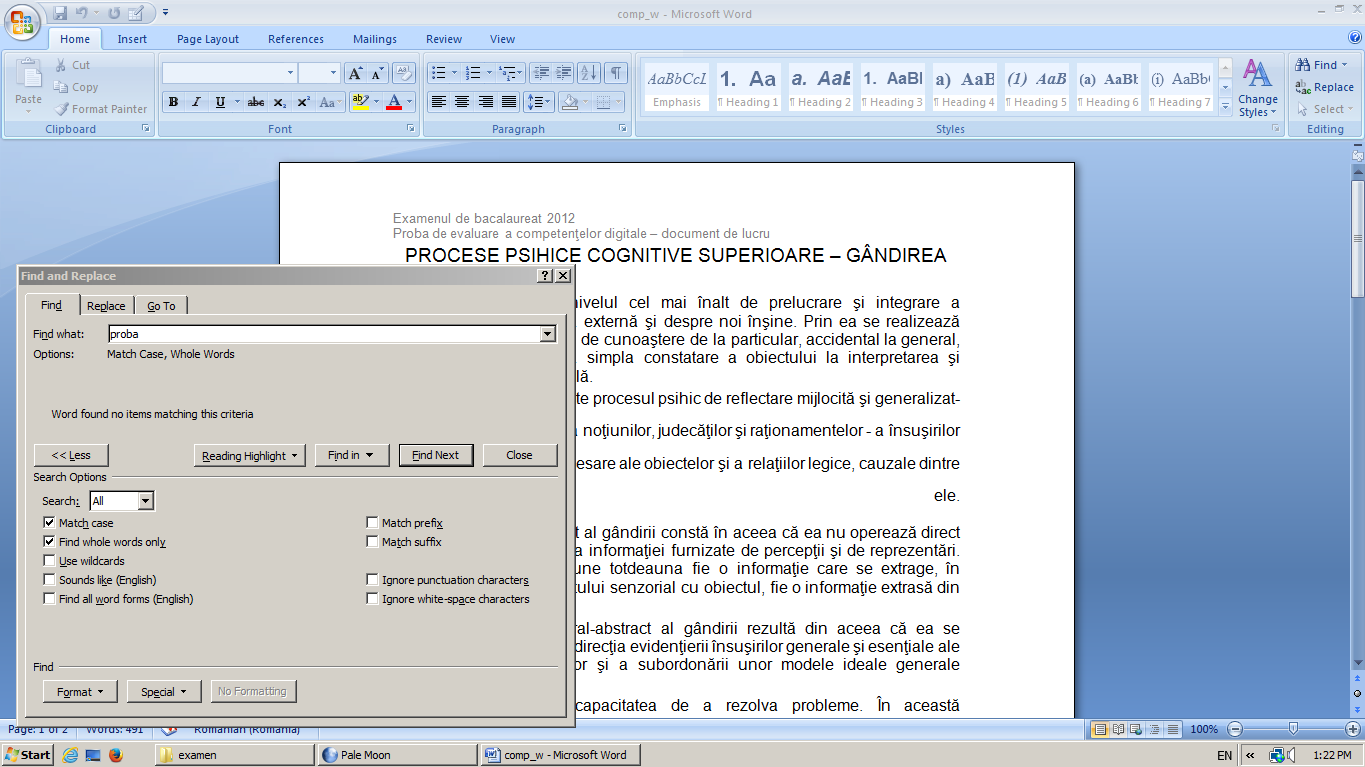 comp_w - Microsoft Word
Home Insert Page Layout References Mailings Review View
Paste
Cut
Copy
Format Painter
Clipboard
B I U abc x₂ x² Aa
ab A
Font
Paragraph
AaBbCcI 1. Aa a. AaE 1. AaBl a) AaB (1) AaB (a) AaBb (i) AaBb
Emphasis ¶ Heading 1 ¶ Heading 2 ¶ Heading 3 ¶ Heading 4 ¶ Heading 5 ¶ Heading 6 ¶ Heading 7
Change Styles
Styles
Find
Replace
Select
Editing
Examenul de bacalaureat 2012
Proba de evaluare a competenţelor digitale – document de lucru
PROCESE PSIHICE COGNITIVE SUPERIOARE – GÂNDIREA
nivelul cel mai înalt de prelucrare şi integrare a
externă şi despre noi înşine. Prin ea se realizează
de cunoaştere de la particular, accidental la general,
simpla constatare a obiectului la interpretarea şi
lă.
te procesul psihic de reflectare mijlocită şi generalizat-
noţiunilor, judecăţilor şi raţionamentelor - a însuşirilor
esare ale obiectelor şi a relaţiilor legice, cauzale dintre
ele.
t al gândirii constă în aceea că ea nu operează direct
a informaţiei furnizate de percepţii şi de reprezentări.
une totdeauna fie o informaţie care se extrage, în
tului senzorial cu obiectul, fie o informaţie extrasă din
ral-abstract al gândirii rezultă din aceea că ea se
direcţia evidenţierii însuşirilor generale şi esenţiale ale
or şi a subordonării unor modele ideale generale
capacitatea de a rezolva probleme. În această
Find and Replace
Find Replace Go To
Find what: proba
Options: Match Case, Whole Words
Word found no items matching this criteria
<< Less Reading Highlight Find in Find Next Close
Search Options
Search: All
Match case Match prefix
Find whole words only Match suffix
Use wildcards
Sounds like (English) Ignore punctuation characters
Find all word forms (English) Ignore white-space characters
Find
Format Special No Formatting
Page: 1 of 2 Words: 491 Romanian (Romania) 100%
Start examen Pale Moon comp_w - Microsoft Word EN « 1:22 PM